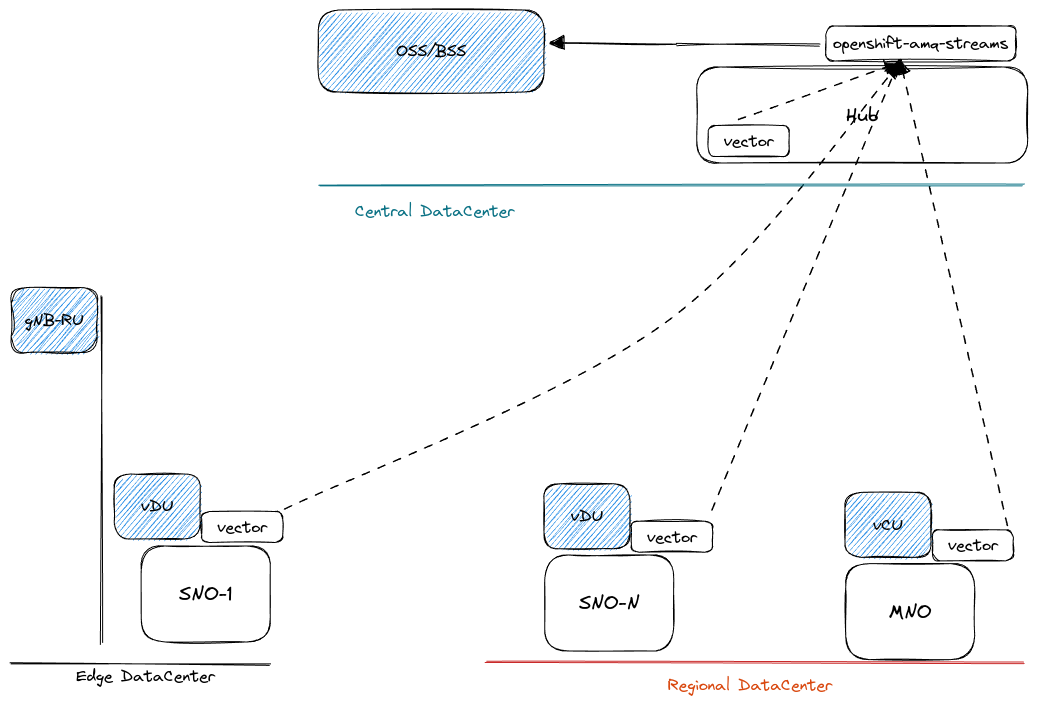 OSS/BSS
openshift-amq-streams
Hub
vector
Central DataCenter
gNB-RU
vDU
vector
SNO-1
Edge DataCenter
vDU
vector
SNO-N
vCU
vector
MNO
Regional DataCenter